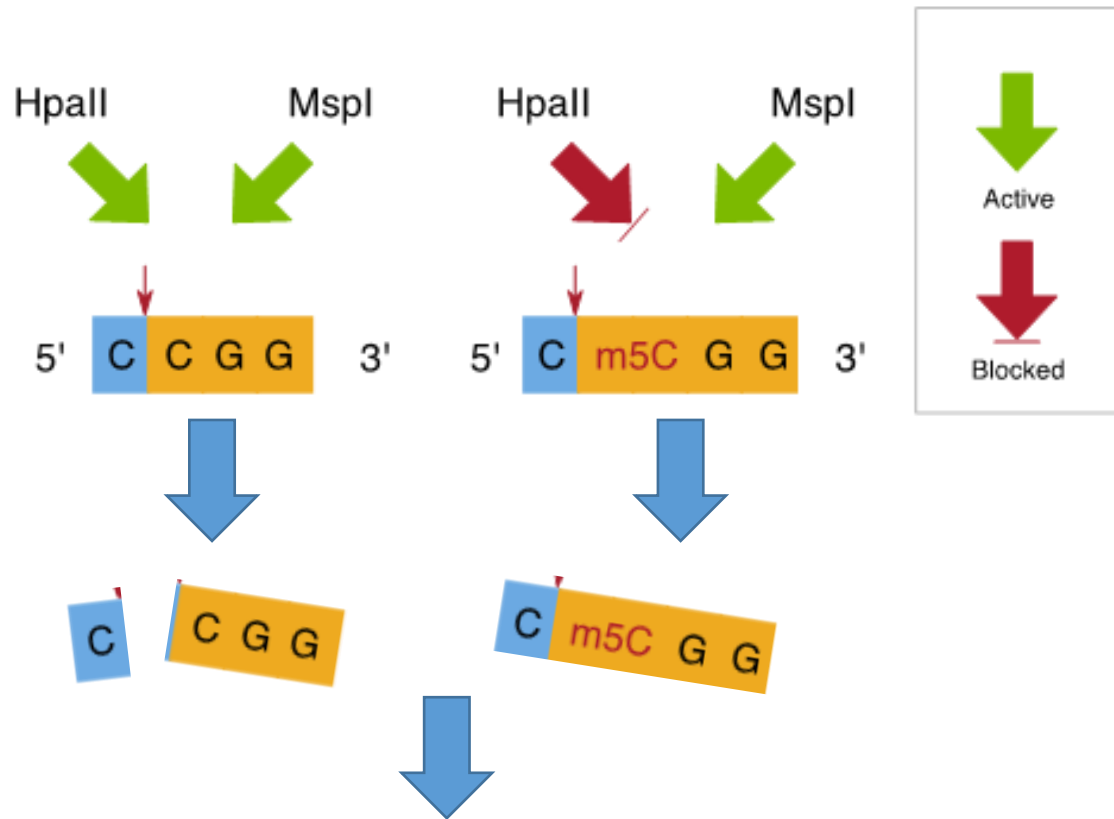 HpaII MspI HpaII MspI
Active
5' C C G G 3' 5' C m5C G G 3'
Blocked
C C G G C m5C G G